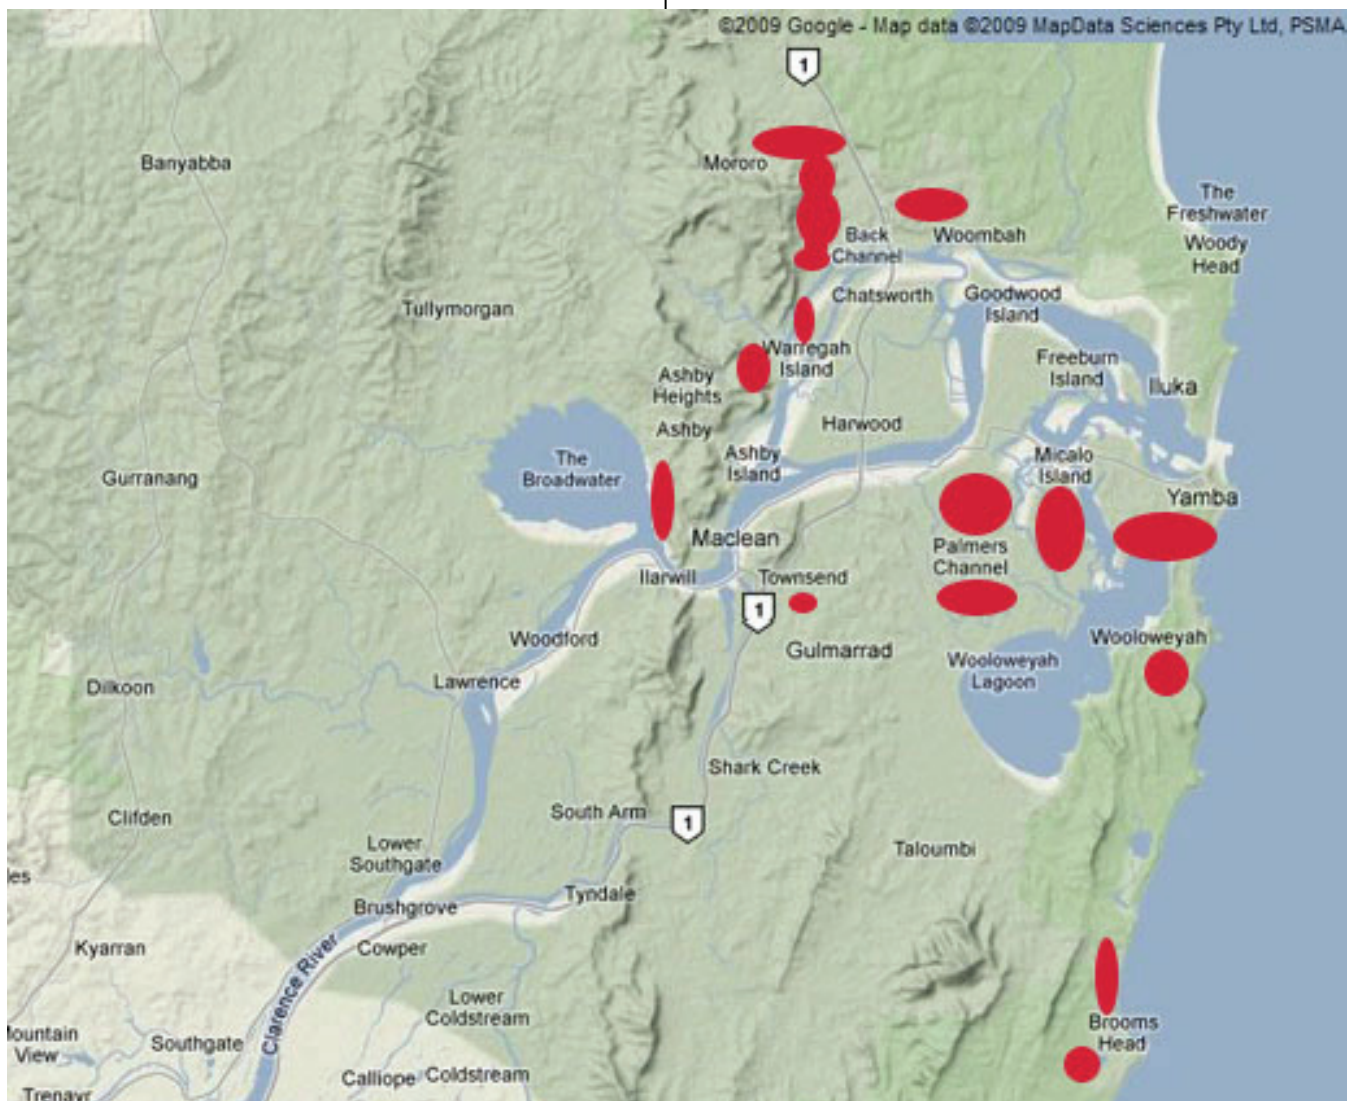 ©2009 Google - Map data ©2009 MapData Sciences Pty Ltd, PSMA
1
Banyabba
Mororo
The
Freshwater
Woody
Head
Back
Channel
Woombah
Tullymorgan
Chatsworth
Goodwood
Island
Warregah
Island
Freeburn
Island
Iluka
Ashby
Heights
Ashby
Harwood
The
Broadwater
Ashby
Island
Micalo
Island
Gurranang
Yamba
Maclean
Palmers
Channel
Ilarwill
Townsend
1
Woodford
Gulmarrad
Wooloweyah
Wooloweyah
Lagoon
Lawrence
Dilkoon
Shark Creek
South Arm
1
Clifden
Lower
Southgate
Taloumbi
les
Tyndale
Brushgrove
Kyarran
Cowper
Clarence River
Lower
Coldstream
Mountain
View
Southgate
Brooms
Head
Calliope
Coldstream
Trenayr